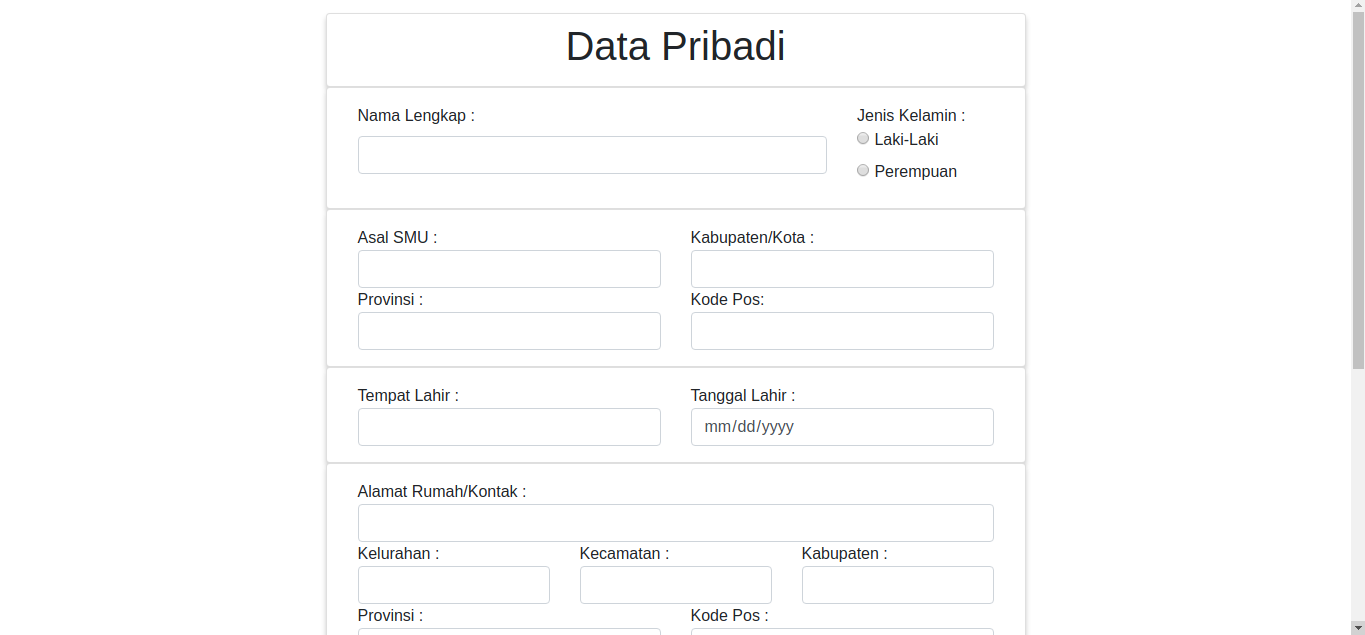 Data Pribadi
Nama Lengkap :
Jenis Kelamin :
Laki-Laki
Perempuan
Asal SMU :
Kabupaten/Kota :
Provinsi :
Kode Pos:
Tempat Lahir :
Tanggal Lahir :
mm/dd/yyyy
Alamat Rumah/Kontak :
Kelurahan :
Kecamatan :
Kabupaten :
Provinsi :
Kode Pos :